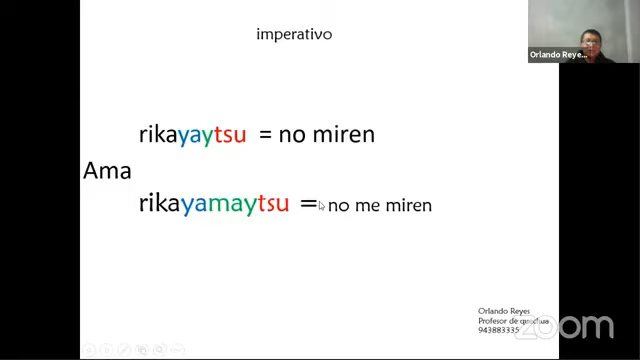 imperativo
Orlando Reye...
rikayaytsu = no miren
Ama
rikayamaytsu = no me miren
Orlando Reyes
Profesor de quechua
943883335
zoom